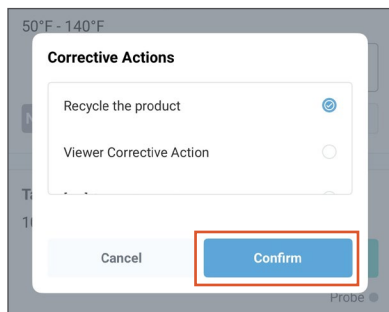 50°F - 140°F
Corrective Actions
Recycle the product
Viewer Corrective Action
Cancel
Confirm
Probe